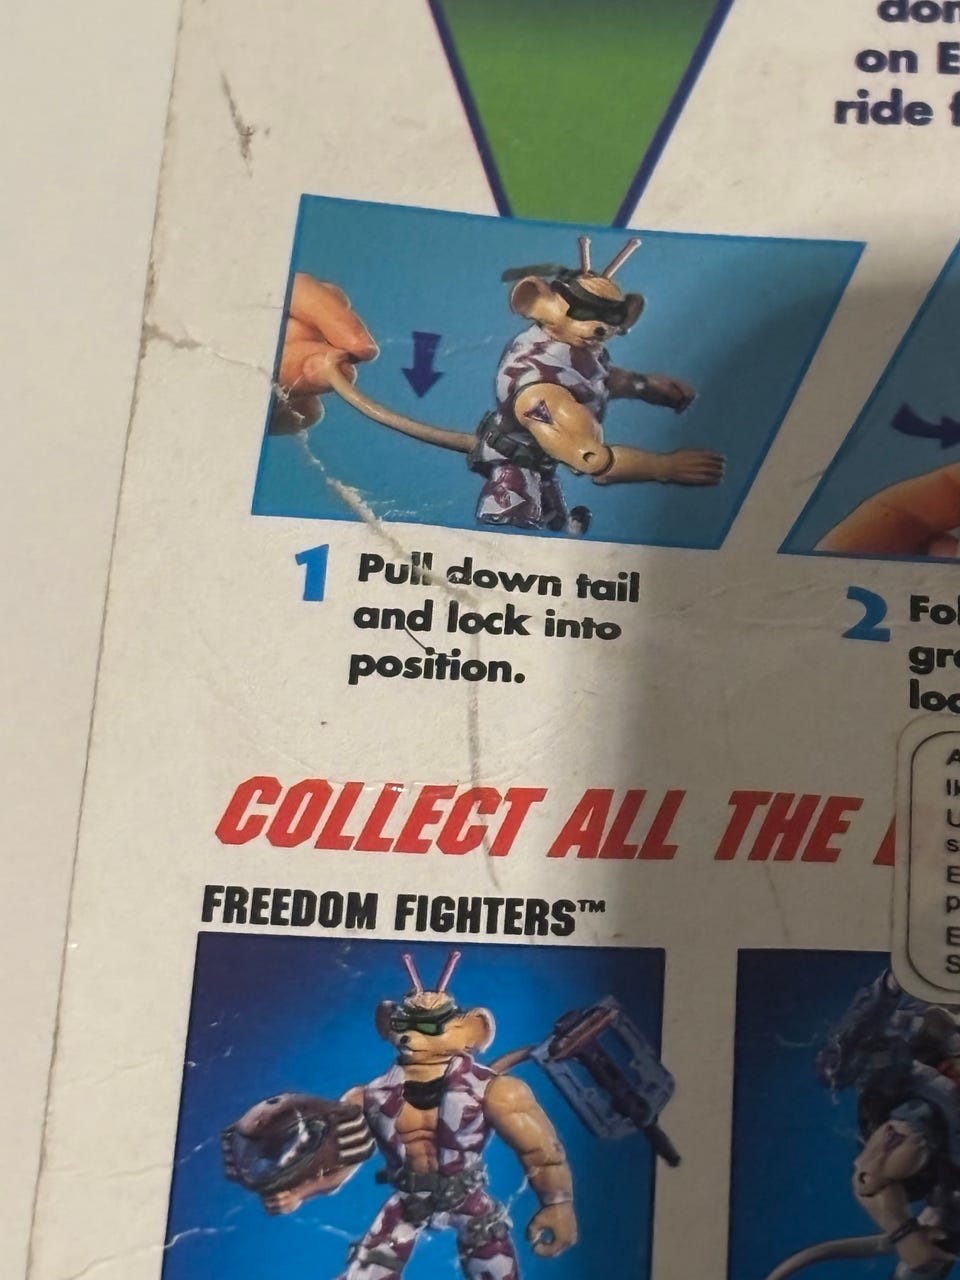 on
ride
1 Pull down tail
and lock into
position.
2
COLLECT ALL THE
FREEDOM FIGHTERS™